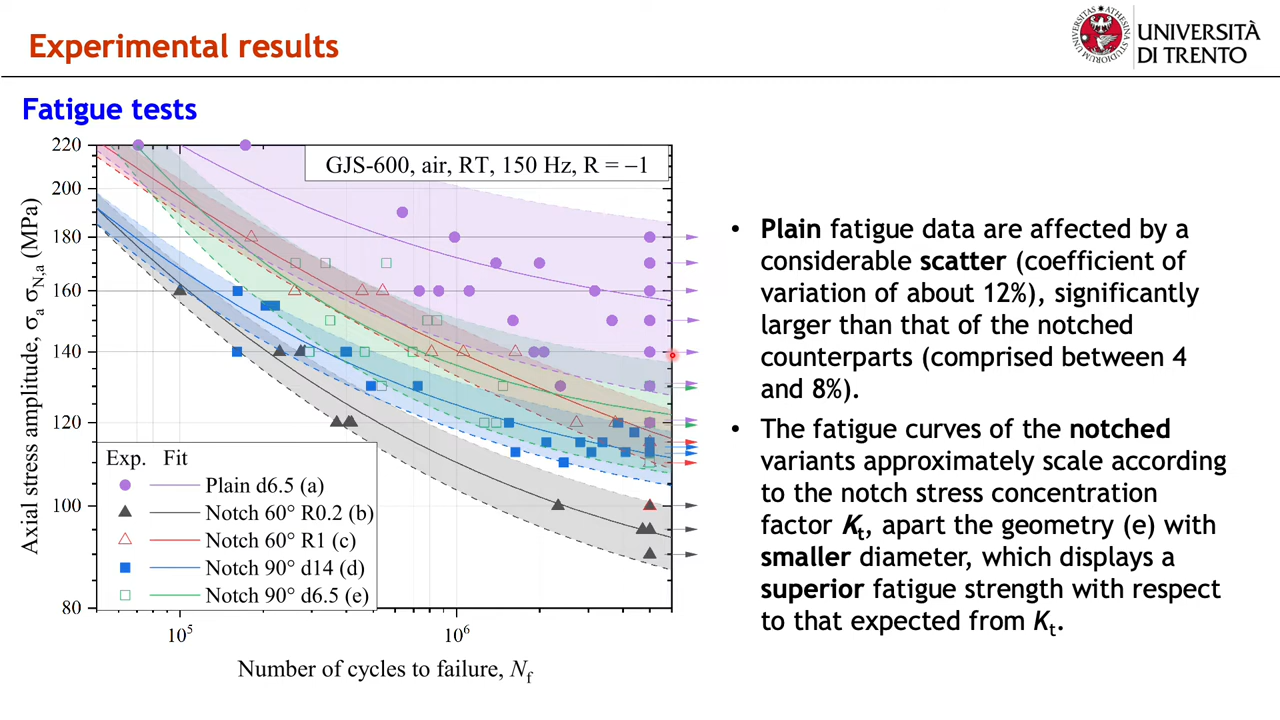 Experimental results
UNIVERSITÀ
DI TRENTO
Fatigue tests
220
200
180
160
140
120
100
80
Axial stress amplitude, σa σN,a (MPa)
GJS-600, air, RT, 150 Hz, R = −1
Exp. Fit
Plain d6.5 (a)
Notch 60° R0.2 (b)
Notch 60° R1 (c)
Notch 90° d14 (d)
Notch 90° d6.5 (e)
10⁵
10⁶
Number of cycles to failure, Nf
• Plain fatigue data are affected by a
considerable scatter (coefficient of
variation of about 12%), significantly
larger than that of the notched
counterparts (comprised between 4
and 8%).
• The fatigue curves of the notched
variants approximately scale according
to the notch stress concentration
factor Kt, apart the geometry (e) with
smaller diameter, which displays a
superior fatigue strength with respect
to that expected from Kt.